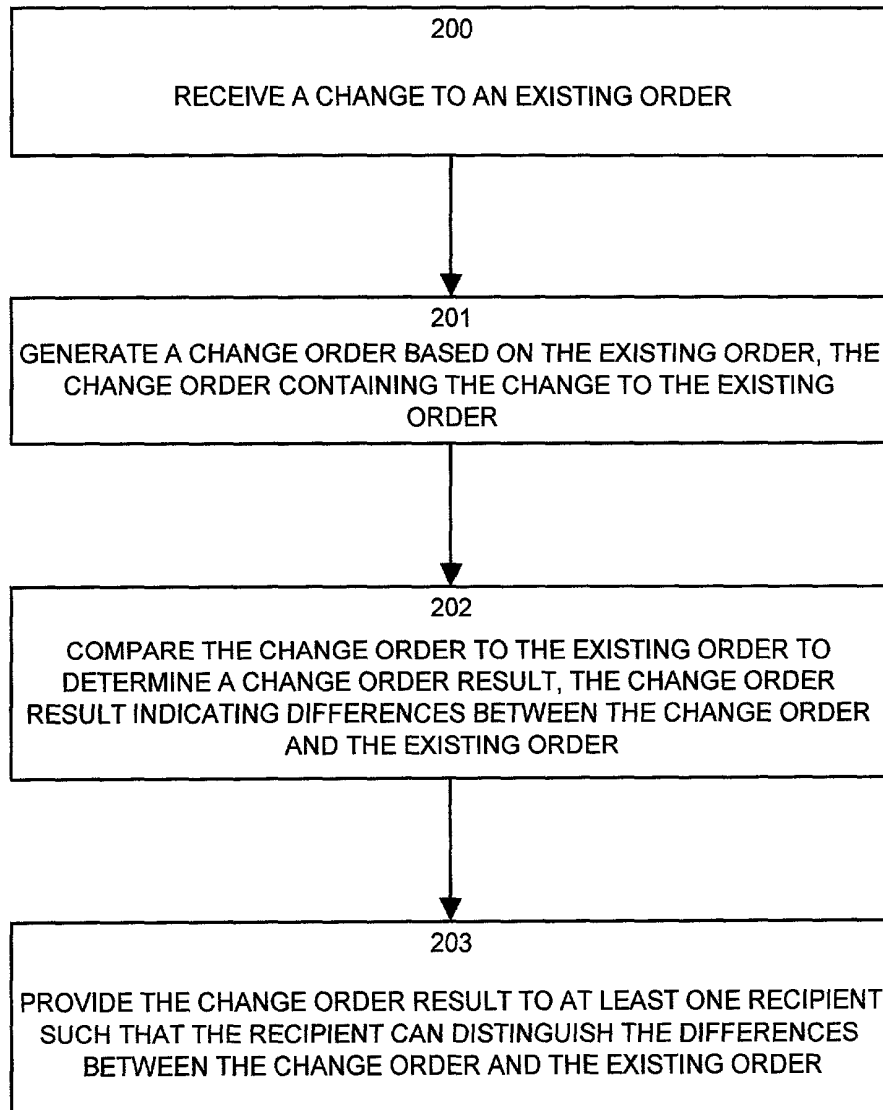 200
RECEIVE A CHANGE TO AN EXISTING ORDER
201
GENERATE A CHANGE ORDER BASED ON THE EXISTING ORDER, THE
CHANGE ORDER CONTAINING THE CHANGE TO THE EXISTING
ORDER
202
COMPARE THE CHANGE ORDER TO THE EXISTING ORDER TO
DETERMINE A CHANGE ORDER RESULT, THE CHANGE ORDER
RESULT INDICATING DIFFERENCES BETWEEN THE CHANGE ORDER
AND THE EXISTING ORDER
203
PROVIDE THE CHANGE ORDER RESULT TO AT LEAST ONE RECIPIENT
SUCH THAT THE RECIPIENT CAN DISTINGUISH THE DIFFERENCES
BETWEEN THE CHANGE ORDER AND THE EXISTING ORDER